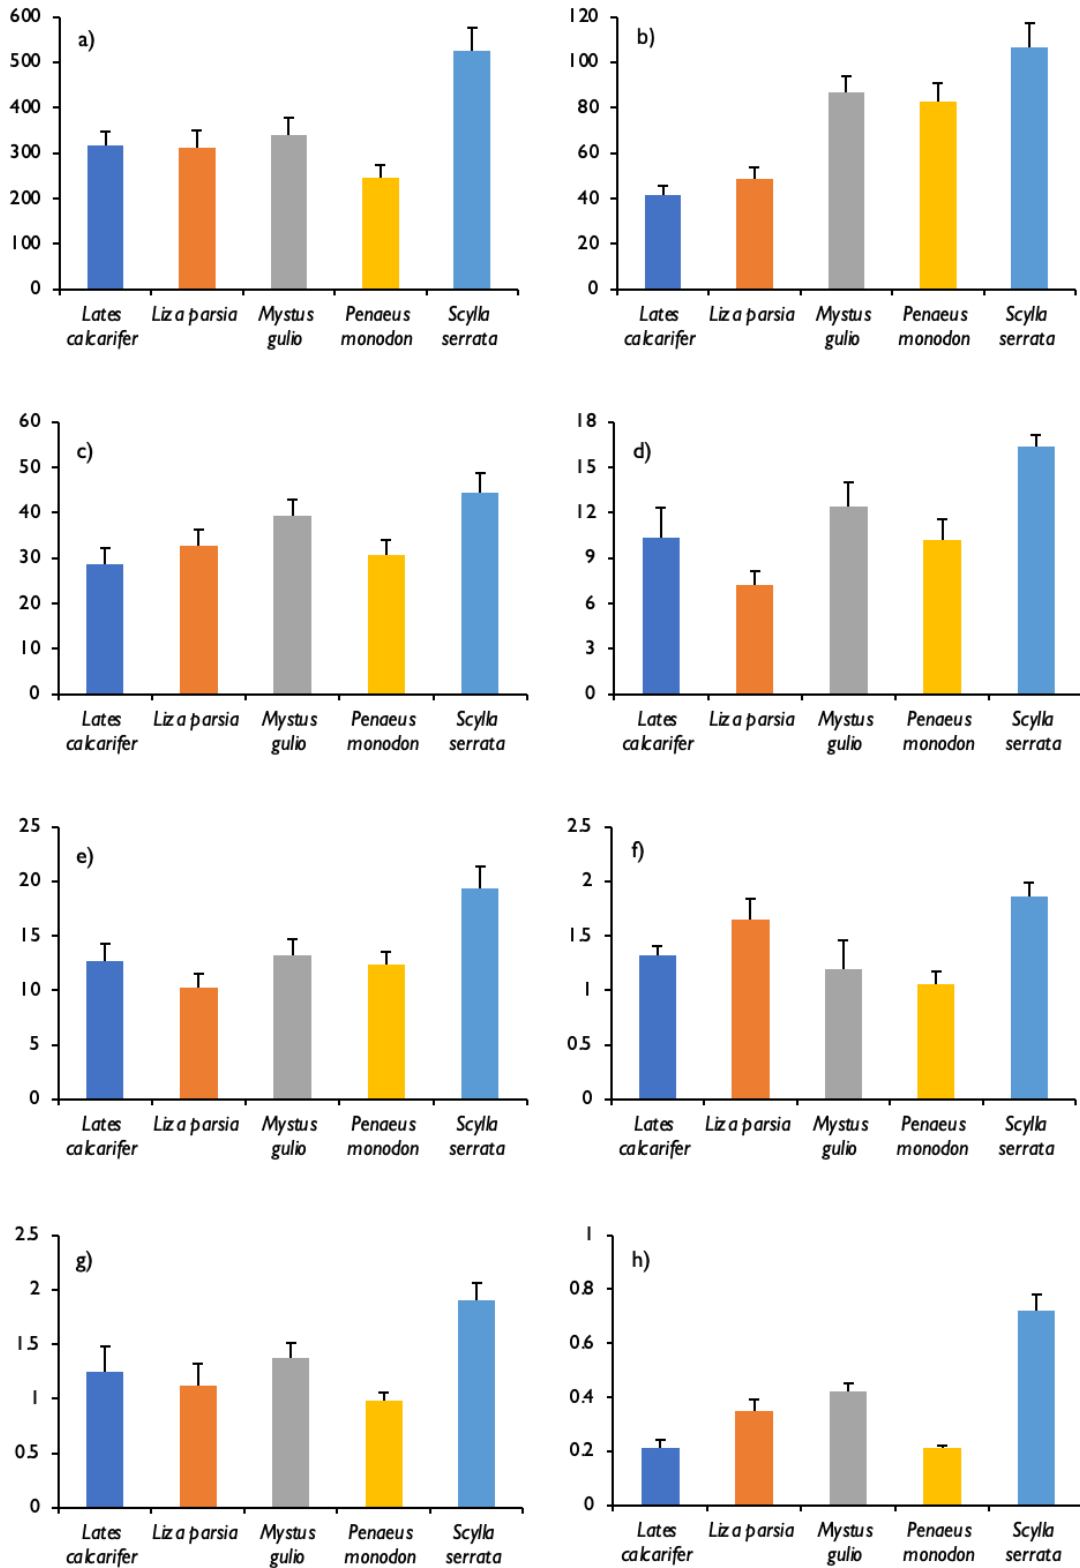 a)
600
500
400
300
200
100
0
Lates calcarifer
Liza parsia
Mystus gulio
Penaeus monodon
Scylla serrata
b)
120
100
80
60
40
20
0
Lates calcarifer
Liza parsia
Mystus gulio
Penaeus monodon
Scylla serrata
c)
60
50
40
30
20
10
0
Lates calcarifer
Liza parsia
Mystus gulio
Penaeus monodon
Scylla serrata
d)
18
15
12
9
6
3
0
Lates calcarifer
Liza parsia
Mystus gulio
Penaeus monodon
Scylla serrata
e)
25
20
15
10
5
0
Lates calcarifer
Liza parsia
Mystus gulio
Penaeus monodon
Scylla serrata
f)
2.5
2
1.5
1
0.5
0
Lates calcarifer
Liza parsia
Mystus gulio
Penaeus monodon
Scylla serrata
g)
2.5
2
1.5
1
0.5
0
Lates calcarifer
Liza parsia
Mystus gulio
Penaeus monodon
Scylla serrata
h)
1
0.8
0.6
0.4
0.2
0
Lates calcarifer
Liza parsia
Mystus gulio
Penaeus monodon
Scylla serrata